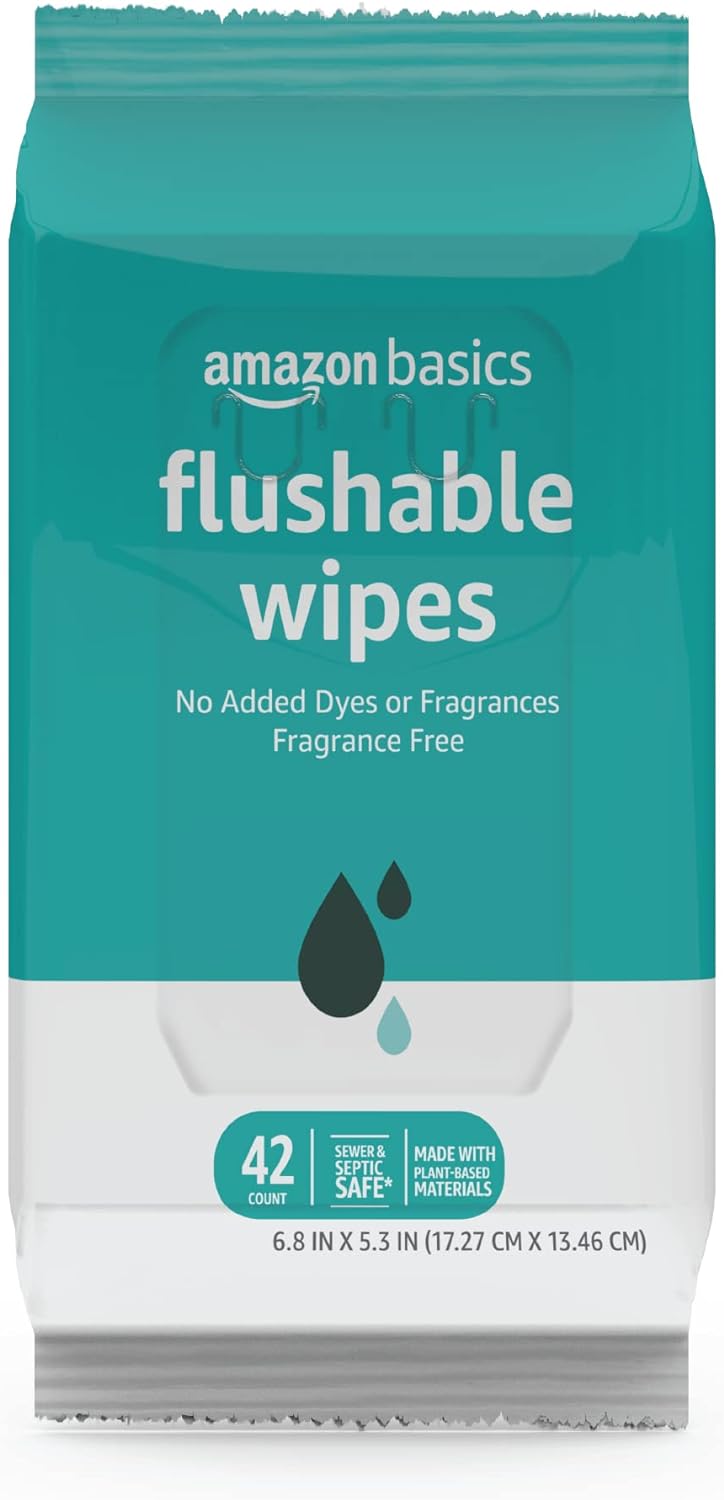 amazon basics
flushable
wipes
No Added Dyes or Fragrances
Fragrance Free
42
COUNT
SEWER &
SEPTIC
SAFE*
MADE WITH
PLANT-BASED
MATERIALS
6.8 IN X 5.3 IN (17.27 CM X 13.46 CM)